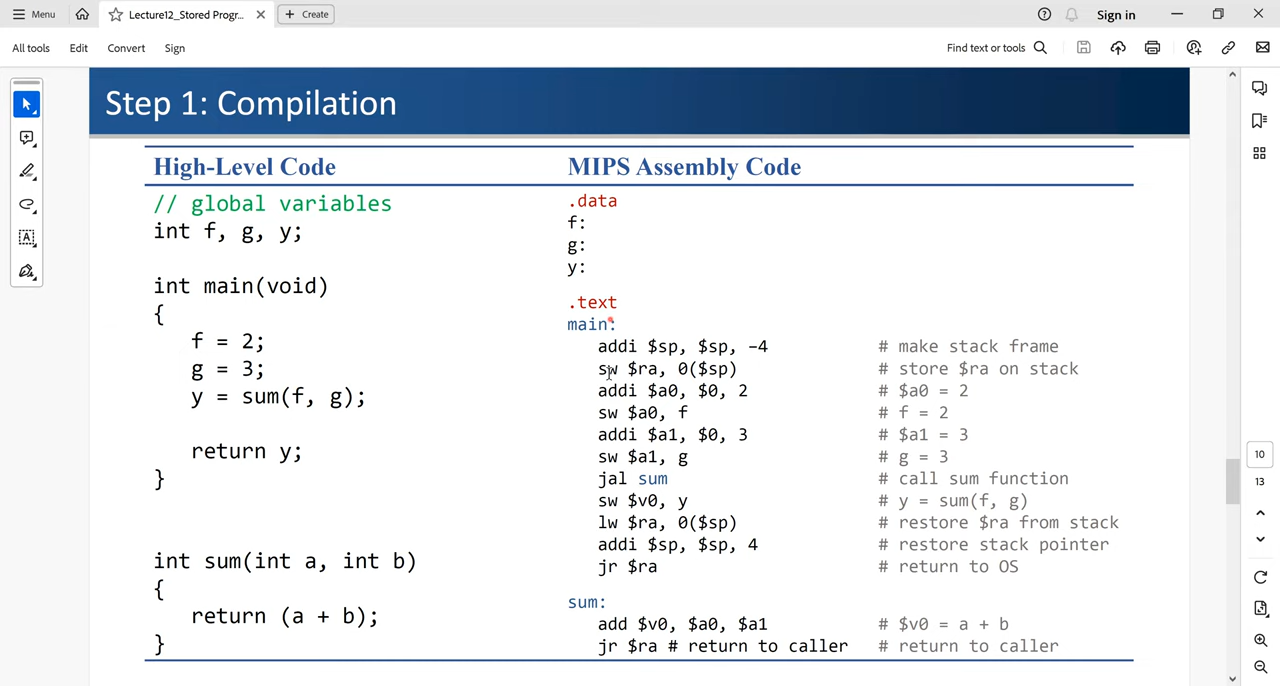 Menu
Lecture12_Stored Progr...
Create
Sign in
All tools
Edit
Convert
Sign
Find text or tools
Step 1: Compilation
High-Level Code
// global variables
int f, g, y;
int main(void)
{
f = 2;
g = 3;
y = sum(f, g);
return y;
}
int sum(int a, int b)
{
return (a + b);
}
MIPS Assembly Code
.data
f:
g:
y:
.text
main:
addi $sp, $sp, –4 # make stack frame
sw $ra, 0($sp) # store $ra on stack
addi $a0, $0, 2 # $a0 = 2
sw $a0, f # f = 2
addi $a1, $0, 3 # $a1 = 3
sw $a1, g # g = 3
jal sum # call sum function
sw $v0, y # y = sum(f, g)
lw $ra, 0($sp) # restore $ra from stack
addi $sp, $sp, 4 # restore stack pointer
jr $ra # return to OS
sum:
add $v0, $a0, $a1 # $v0 = a + b
jr $ra # return to caller # return to caller
10
13